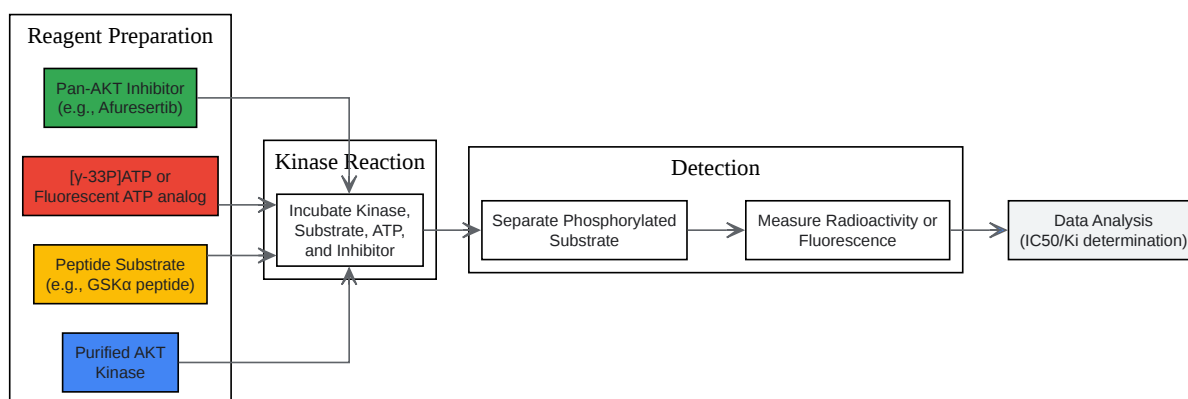 Reagent Preparation
Pan-AKT Inhibitor
(e.g., Afuresertib)
[γ-33P]ATP or
Fluorescent ATP analog
Peptide Substrate
(e.g., GSKα peptide)
Purified AKT
Kinase
Kinase Reaction
Incubate Kinase,
Substrate, ATP,
and Inhibitor
Detection
Separate Phosphorylated
Substrate
Measure Radioactivity or
Fluorescence
Data Analysis
(IC50/Ki determination)